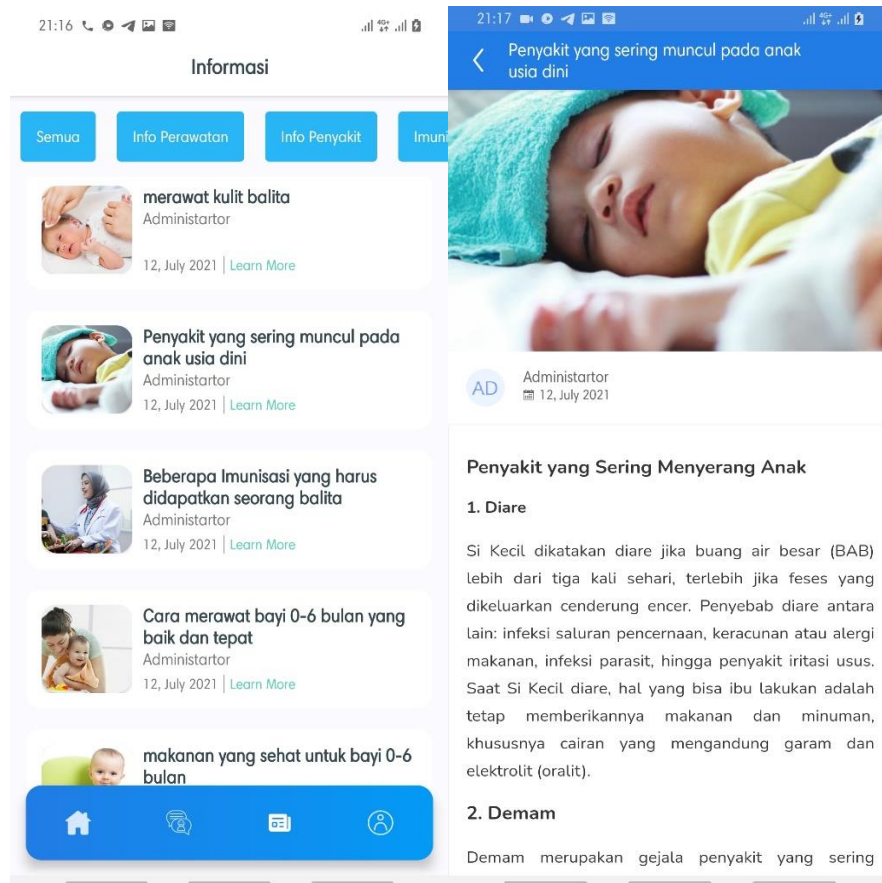 21:16
4G+
Informasi
Semua
Info Perawatan
Info Penyakit
Imuni
merawat kulit balita
Administartor
12, July 2021 | Learn More
Penyakit yang sering muncul pada
anak usia dini
Administartor
12, July 2021 | Learn More
Beberapa Imunisasi yang harus
didapatkan seorang balita
Administartor
12, July 2021 | Learn More
Cara merawat bayi 0-6 bulan yang
baik dan tepat
Administartor
12, July 2021 | Learn More
makanan yang sehat untuk bayi 0-6
bulan
21:17
4G+
Penyakit yang sering muncul pada anak
usia dini
AD
Administartor
12, July 2021
Penyakit yang Sering Menyerang Anak
1. Diare
Si Kecil dikatakan diare jika buang air besar (BAB)
lebih dari tiga kali sehari, terlebih jika feses yang
dikeluarkan cenderung encer. Penyebab diare antara
lain: infeksi saluran pencernaan, keracunan atau alergi
makanan, infeksi parasit, hingga penyakit iritasi usus.
Saat Si Kecil diare, hal yang bisa ibu lakukan adalah
tetap memberikannya makanan dan minuman,
khususnya cairan yang mengandung garam dan
elektrolit (oralit).
2. Demam
Demam merupakan gejala penyakit yang sering